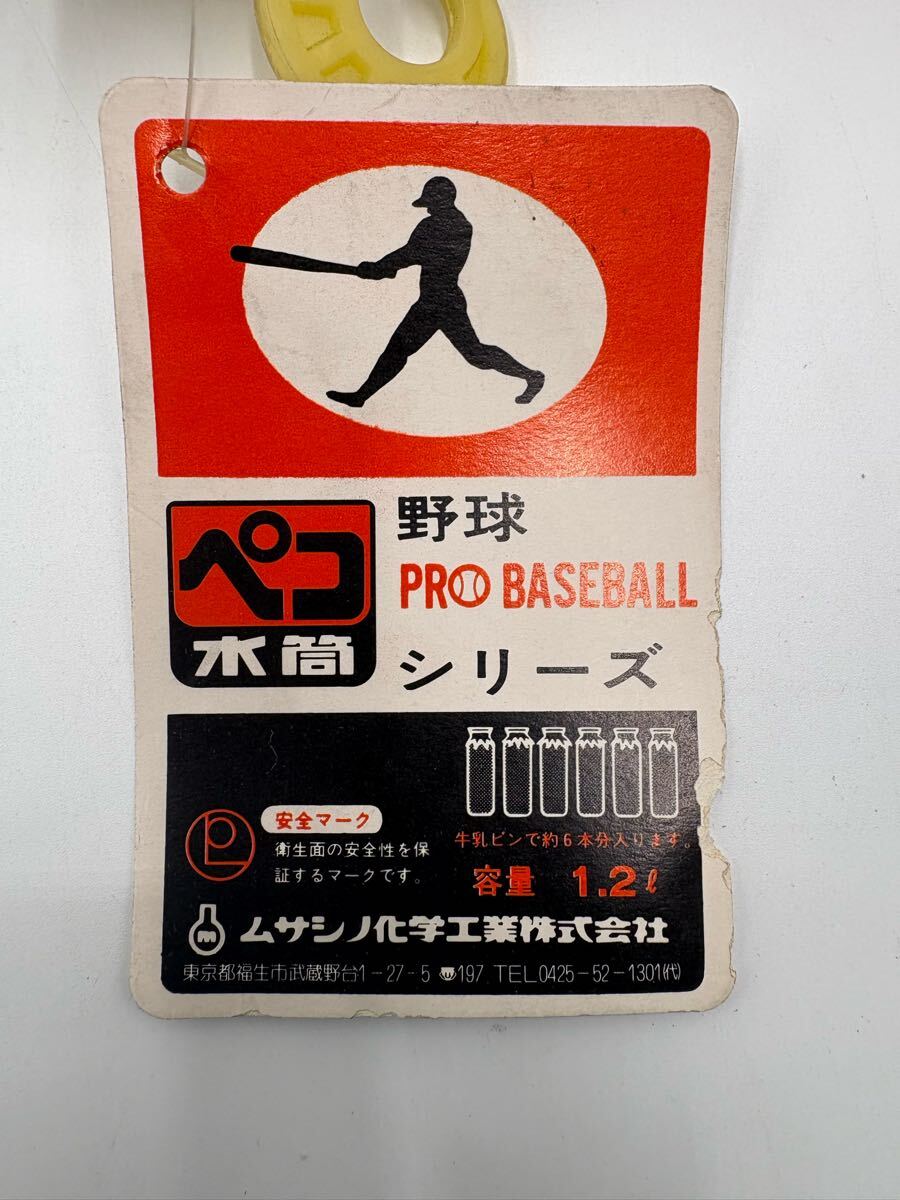 野球
PRO BASEBALL
シリーズ
ペコ
水筒
安全マーク
衛生面の安全性を保
証するマークです。
牛乳ビンで約6本分入ります。
容量 1.2ℓ
ムサシノ化学工業株式会社
東京都福生市武蔵野台1-27-5 197 TEL0425-52-1301(代)